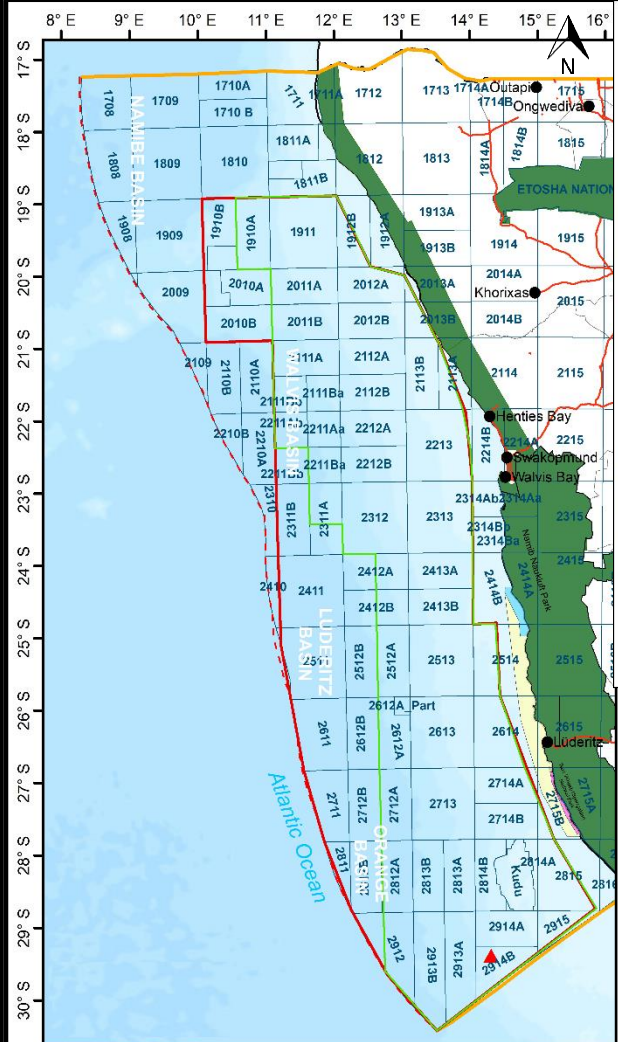 8° E 9° E 10° E 11° E 12° E 13° E 14° E 15° E 16°
N
17° S
18° S
19° S
20° S
21° S
22° S
23° S
24° S
25° S
26° S
27° S
28° S
29° S
30° S
1708 1709 1710A 1711 1711A 1712 1713 1714A Outapi 1715
1710 B 1714B Ongwediva
NAMIBE BASIN
1808 1809 1810 1811A 1812 1813 1814A 1814B 1815
1811B
ETOSHA NATION
1908 1909 1910B 1910A 1911 1912B 1912A 1913A 1914 1915
1913B
2009 2010A 2011A 2012A 2013A 2014A 2015
Khorixas
2010B 2011B 2012B 2013B 2014B
2109 2110B 2110A 2111A 2112A 2113B 2113A 2114 2115
WALVIS BASIN
2111Ba 2112B
Henties Bay
2210B 2210A 2211Aa 2212A 2213 2214B 2214A 2215
Swakopmund
2211Ba 2212B
Walvis Bay
2310 2311B 2311A 2312 2313 2314Ab 2314Aa 2315
2314Bb
2314Ba
Namib Naukluft Park
2410 2411 2412A 2413A 2414B 2414A 2415
2412B 2413B
LUDERITZ
BASIN
2511 2512B 2512A 2513 2514 2515
2612A_Part
2611 2612B 2612A 2613 2614 2615
Lüderitz
Atlantic Ocean
2711 2712B 2712A 2713 2714A 2715B 2715A
2714B
ORANGE
BASIN
2811 2812B 2812A 2813B 2813A 2814B Kudu 2814A 2815 2816
2912 2913B 2913A 2914A 2915
2914B